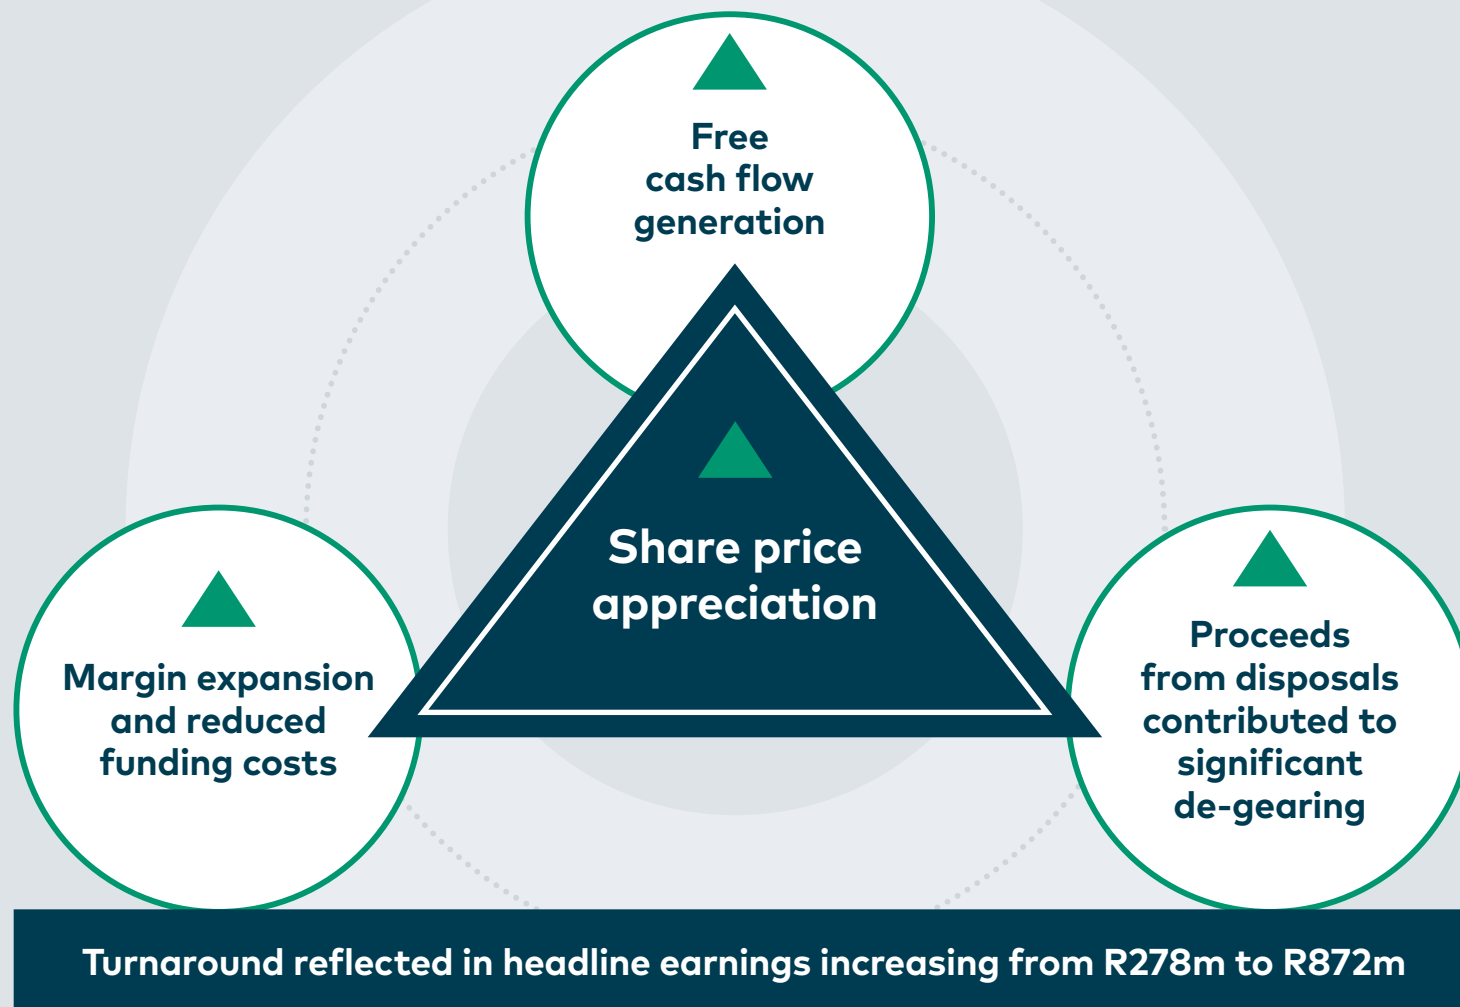 Free
cash flow
generation
Share price
appreciation
Margin expansion
and reduced
funding costs
Proceeds
from disposals
contributed to
significant
de-gearing
Turnaround reflected in headline earnings increasing from R278m to R872m